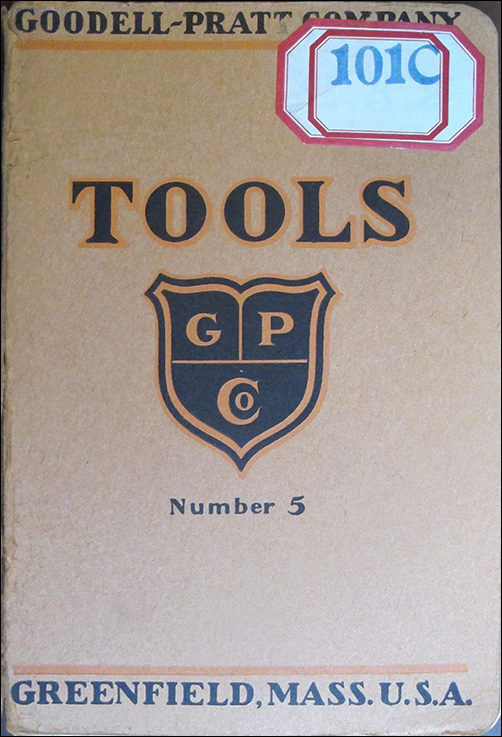 GOODELL-PRATT COMPANY
101C
TOOLS
G P
Co
Number 5
GREENFIELD, MASS. U.S.A.